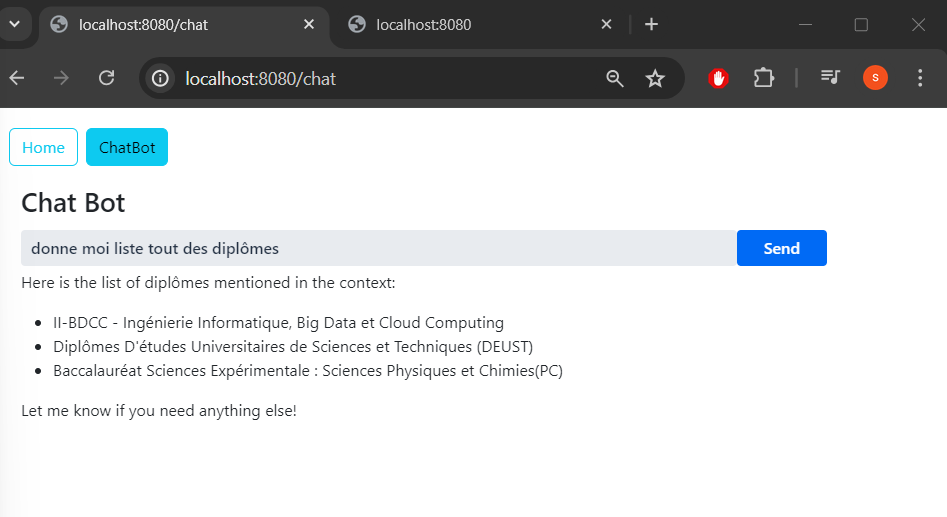 localhost:8080/chat
localhost:8080
localhost:8080/chat
S
Home
ChatBot
Chat Bot
donne moi liste tout des diplômes
Send
Here is the list of diplômes mentioned in the context:
II-BDCC - Ingénierie Informatique, Big Data et Cloud Computing
Diplômes D'études Universitaires de Sciences et Techniques (DEUST)
Baccalauréat Sciences Expérimentale : Sciences Physiques et Chimies(PC)
Let me know if you need anything else!